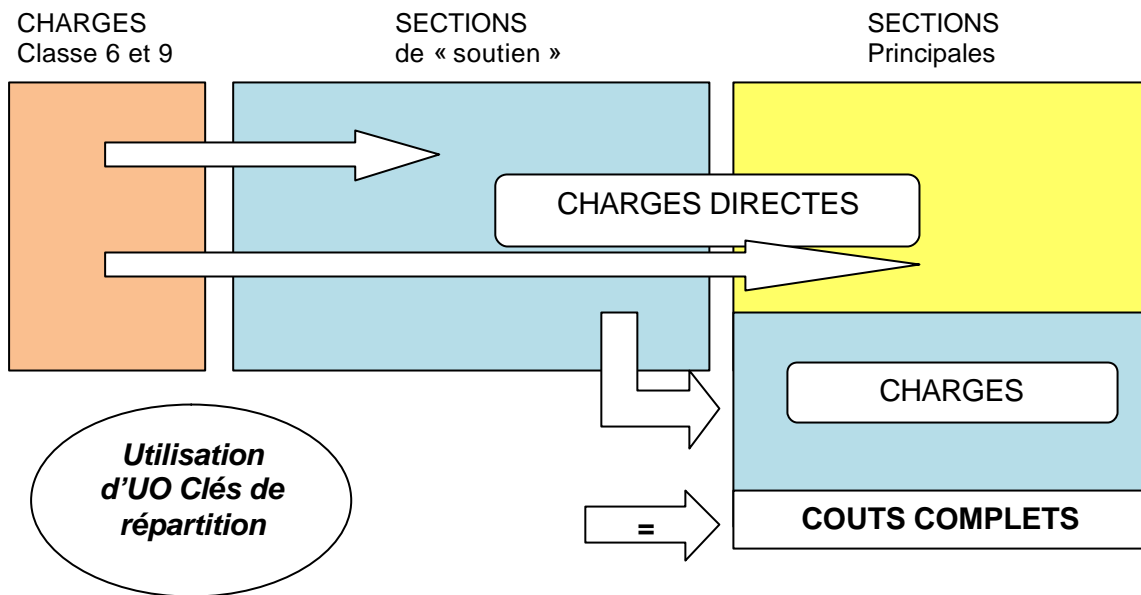 CHARGES
Classe 6 et 9
SECTIONS
de « soutien »
SECTIONS
Principales
CHARGES DIRECTES
CHARGES
Utilisation
d'UO Clés de
répartition
=
COUTS COMPLETS